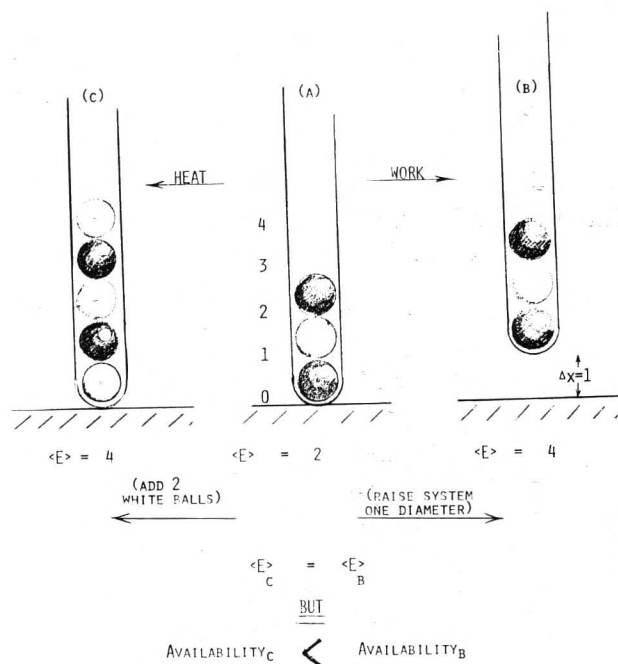 (C) (A) (B)
HEAT WORK
4
3
2
1
0
Δx=1
<E> = 4 <E> = 2 <E> = 4
(ADD 2 (RAISE SYSTEM
WHITE BALLS) ONE DIAMETER)
<E>C = <E>B
BUT
AVAILABILITYC < AVAILABILITYB